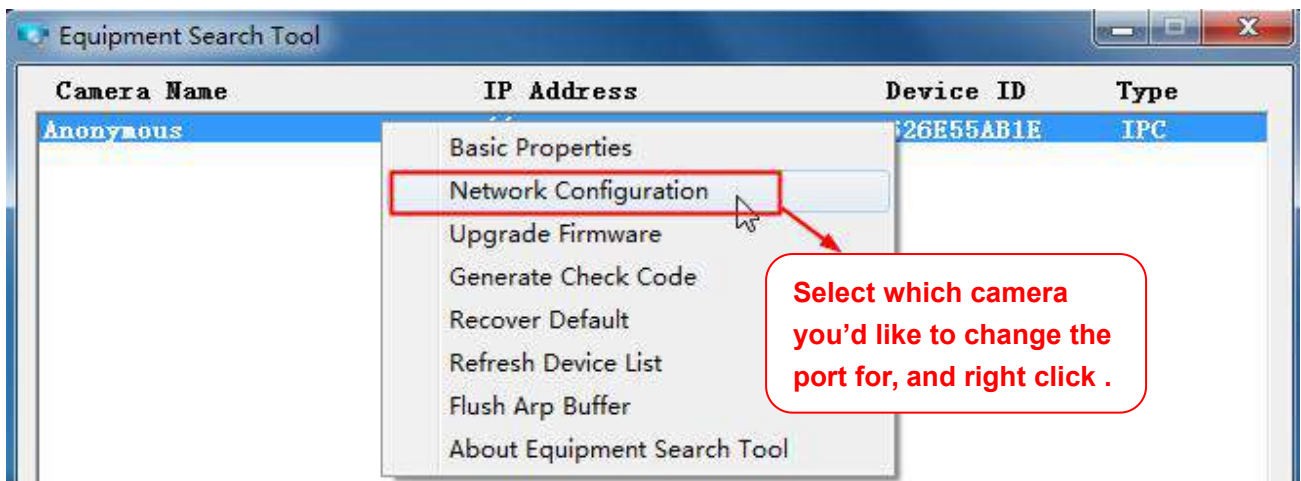 Equipment Search Tool
Camera Name IP Address Device ID Type
Anonymous 26E55AB1E IPC
Basic Properties
Network Configuration
Upgrade Firmware
Generate Check Code
Recover Default
Refresh Device List
Flush Arp Buffer
About Equipment Search Tool
Select which camera
you’d like to change the
port for, and right click .